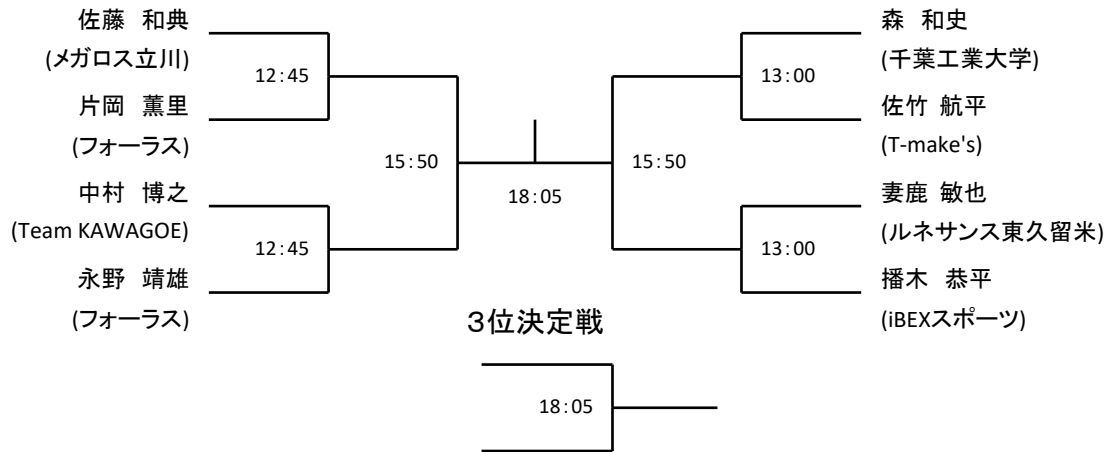 佐藤　和典
(メガロス立川)
12:45
片岡　薫里
(フォーラス)
15:50
中村　博之
(Team KAWAGOE)
12:45
永野　靖雄
(フォーラス)
18:05
森　和史
(千葉工業大学)
13:00
佐竹 航平
(T-make's)
15:50
妻鹿 敏也
(ルネサンス東久留米)
13:00
播木　恭平
(iBEXスポーツ)
３位決定戦
18:05